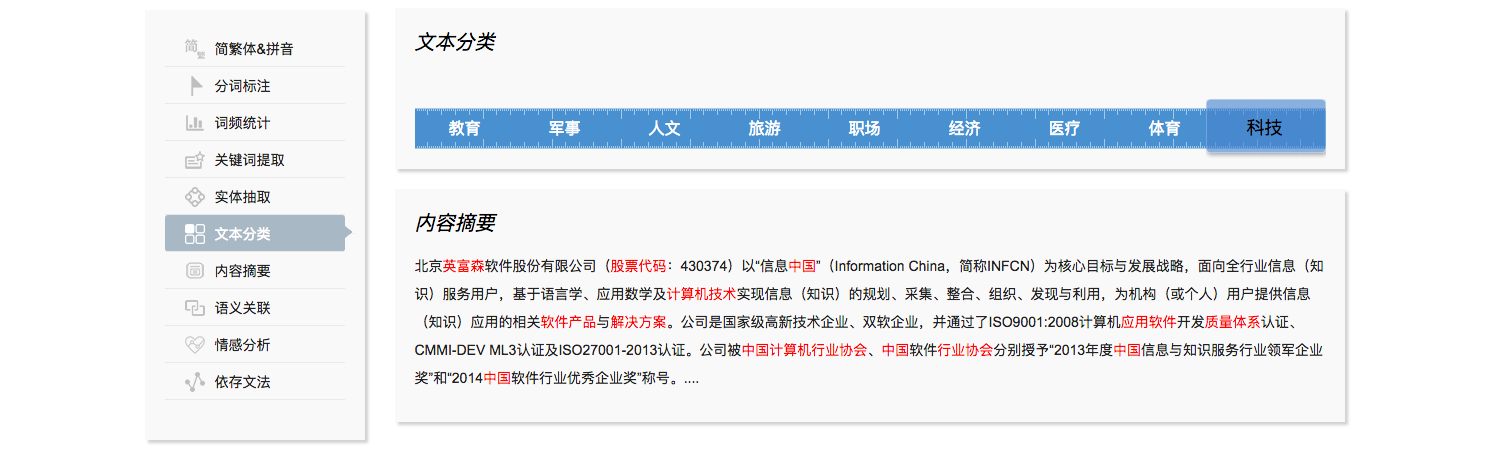 简繁体&拼音
分词标注
词频统计
关键词提取
实体抽取
文本分类
内容摘要
语义关联
情感分析
依存文法
文本分类
教育 军事 人文 旅游 职场 经济 医疗 体育 科技
内容摘要
北京英富森软件股份有限公司（股票代码：430374）以“信息中国”（Information China，简称INFCN）为核心目标与发展战略，面向全行业信息（知
识）服务用户，基于语言学、应用数学及计算机技术实现信息（知识）的规划、采集、整合、组织、发现与利用，为机构（或个人）用户提供信息
（知识）应用的相关软件产品与解决方案。公司是国家级高新技术企业、双软企业，并通过了ISO9001:2008计算机应用软件开发质量体系认证、
CMMI-DEV ML3认证及ISO27001-2013认证。公司被中国计算机行业协会、中国软件行业协会分别授予“2013年度中国信息与知识服务行业领军企业
奖”和“2014中国软件行业优秀企业奖”称号。....